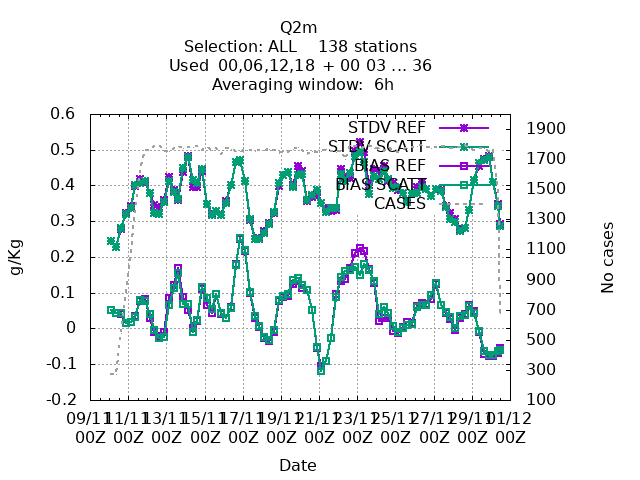 Q2m
Selection: ALL    138 stations
Used  00,06,12,18 + 00 03 ... 36
Averaging window:  6h
0.6
0.5
0.4
0.3
0.2
0.1
0
-0.1
-0.2
g/Kg
STDV REF
STDV SCATT
BIAS REF
BIAS SCATT
CASES
1900
1700
1500
1300
1100
900
700
500
300
100
No cases
09/11 11/11 13/11 15/11 17/11 19/11 21/11 23/11 25/11 27/11 29/11 01/12
00Z 00Z 00Z 00Z 00Z 00Z 00Z 00Z 00Z 00Z 00Z 00Z
Date